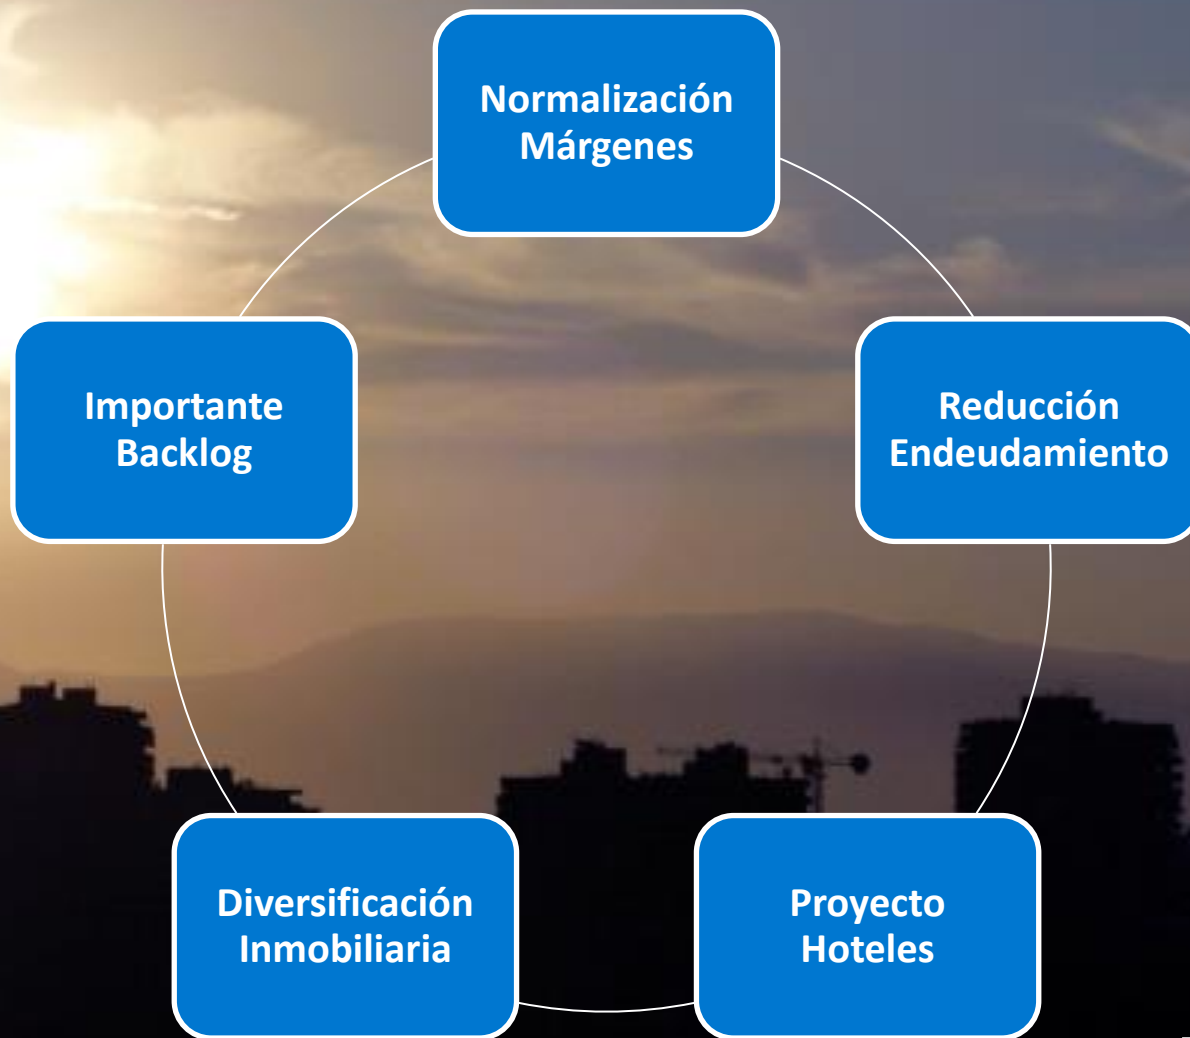 Normalización
Márgenes
Importante
Backlog
Reducción
Endeudamiento
Diversificación
Inmobiliaria
Proyecto
Hoteles